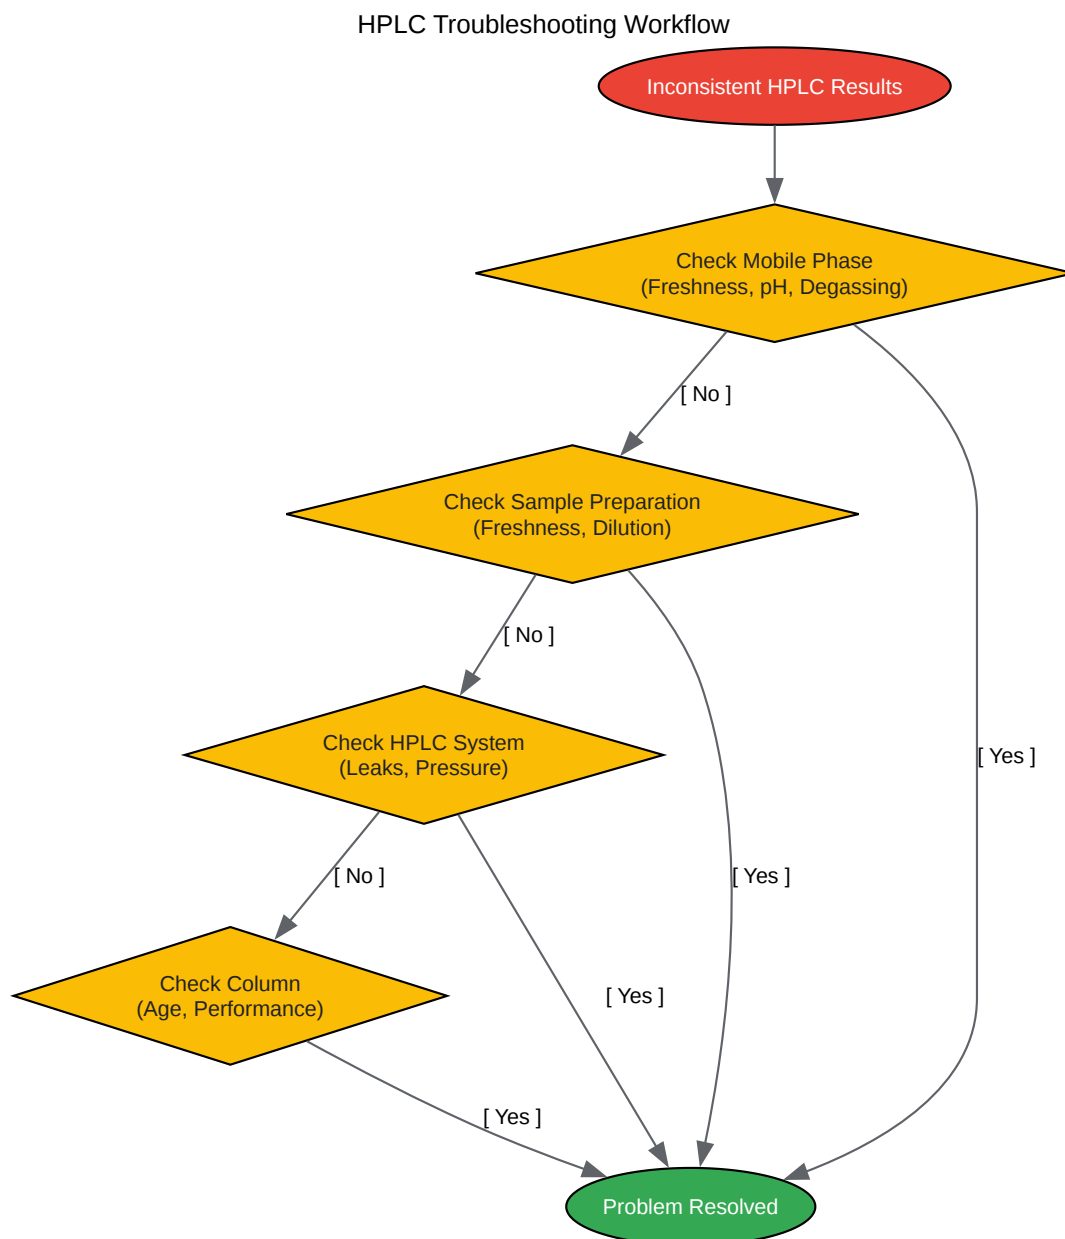 HPLC Troubleshooting Workflow
Inconsistent HPLC Results
Check Mobile Phase
(Freshness, pH, Degassing)
[ No ]
Check Sample Preparation
(Freshness, Dilution)
[ No ]
Check HPLC System
(Leaks, Pressure)
[ Yes ]
[ No ]
[ Yes ]
Check Column
(Age, Performance)
[ Yes ]
[ Yes ]
Problem Resolved